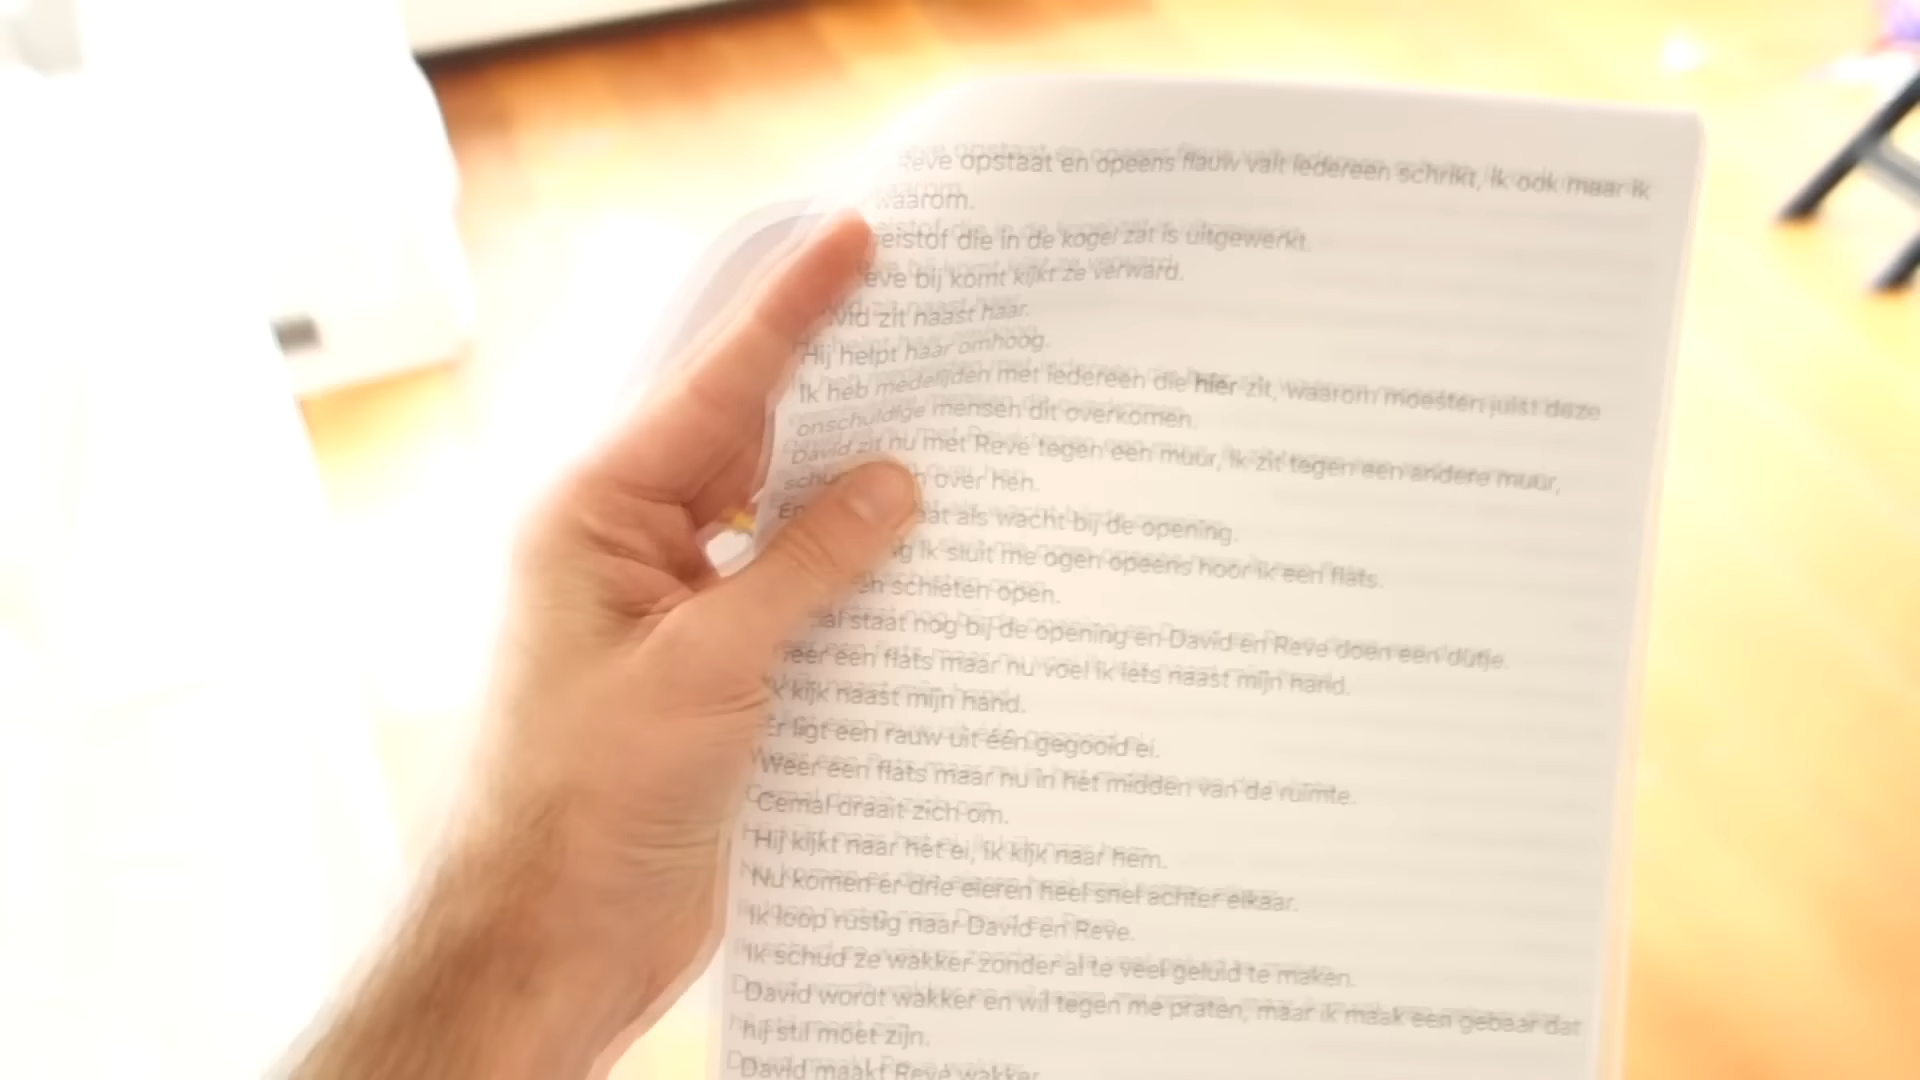 Reve opstaat en opeens flauw valt iedereen schrikt, ik ook maar ik
waarom.
die in de kogel zat is uitgewerkt.
bij komt kijkt ze verward.
zit naast haar.
Hij helpt haar omhoog.
Ik heb medelijden met iedereen die hier zit, waarom moesten juist deze
onschuldige mensen dit overkomen.
David zit nu met Reve tegen een muur, ik zit tegen een andere muur,
over hen.
als wacht bij de opening.
ik sluit me ogen opeens hoor ik een flats.
schieten open.
staat nog bij de opening en David en Reve doen een dutje.
een flats maar nu voel ik iets naast mijn hand.
Ik kijk naast mijn hand.
Er ligt een rauw uit één gegooid ei.
Weer een flats maar nu in het midden van de ruimte.
Cemal draait zich om.
Hij kijkt naar het ei, ik kijk naar hem.
Nu komen er drie eieren heel snel achter elkaar.
Ik loop rustig naar David en Reve.
Ik schud ze wakker zonder al te veel geluid te maken.
David wordt wakker en wil tegen me praten, maar ik maak een gebaar dat
hij stil moet zijn.
David maakt Reve wakker.